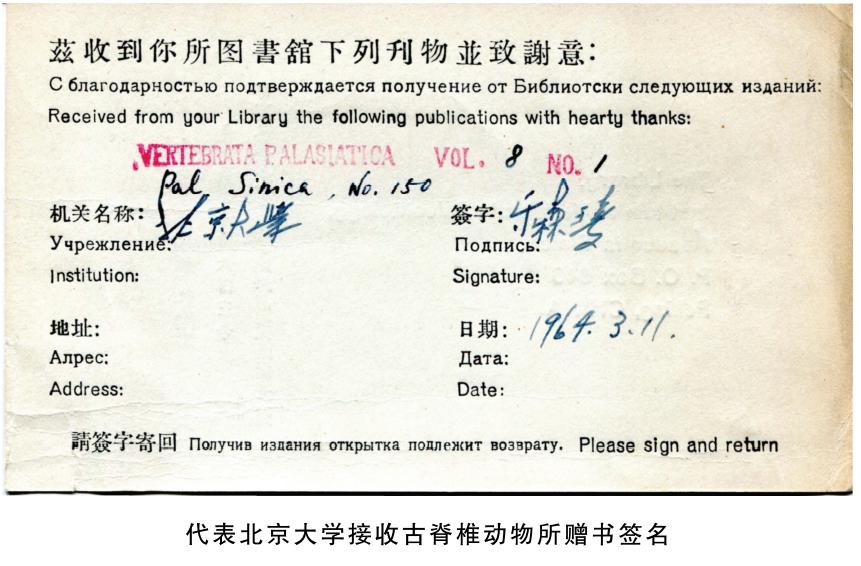 茲收到你所图書舘下列刊物並致謝意：
С благодарностью подтверждается получение от Библиотски следующих изданий:
Received from your Library the following publications with hearty thanks:
VERTEBRATA PALASIATICA VOL. 8 NO. 1
Pal. Sinica, No. 150
机关名称：北京大学 簽字：乐森璕
Учрежление: Подпись:
Institution: Signature:
地址: 日期: 1964. 3. 11.
Алрес: Дата:
Address: Date:
請簽字寄回 Получив издания открытка подлежит возврату. Please sign and return
代表北京大学接收古脊椎动物所赠书签名